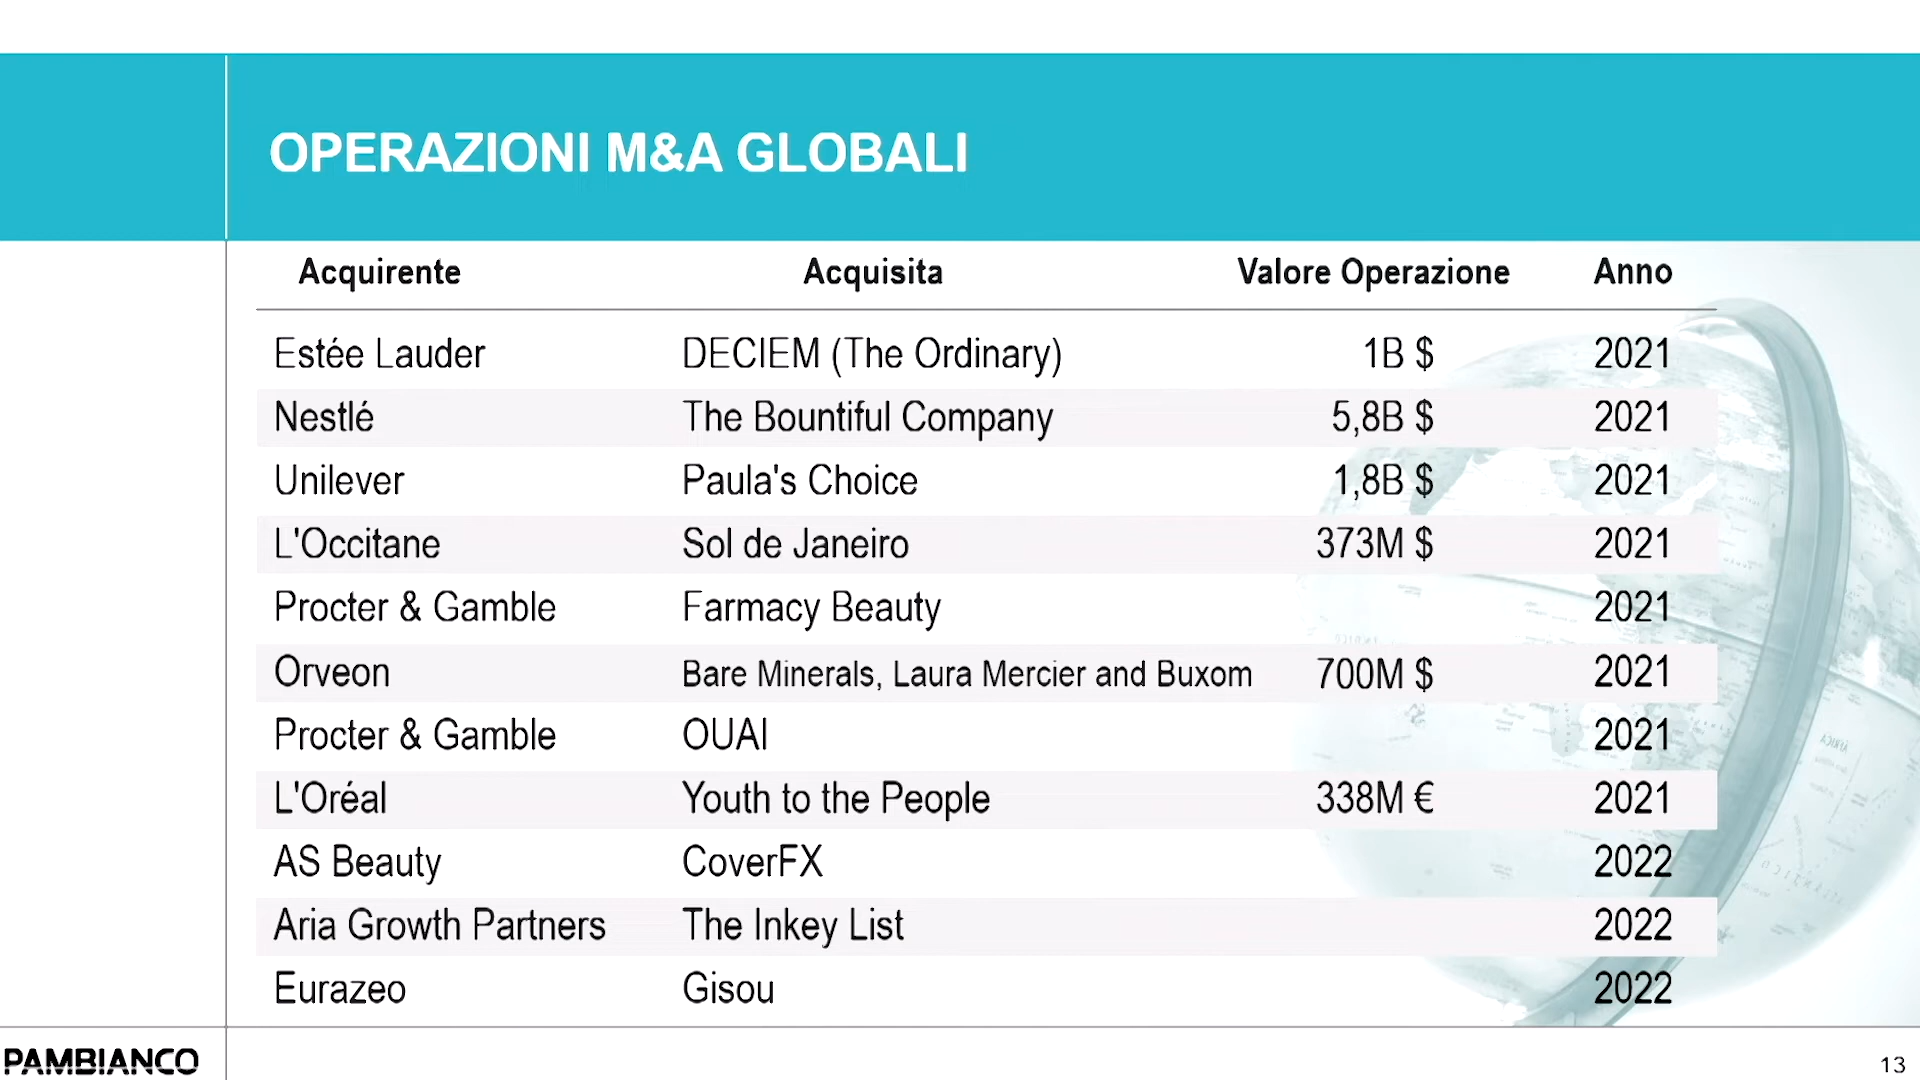 OPERAZIONI M&A GLOBALI
Acquirente Acquisita Valore Operazione Anno
Estée Lauder DECIEM (The Ordinary) 1B $ 2021
Nestlé The Bountiful Company 5,8B $ 2021
Unilever Paula's Choice 1,8B $ 2021
L'Occitane Sol de Janeiro 373M $ 2021
Procter & Gamble Farmacy Beauty 2021
Orveon Bare Minerals, Laura Mercier and Buxom 700M $ 2021
Procter & Gamble OUAI 2021
L'Oréal Youth to the People 338M € 2021
AS Beauty CoverFX 2022
Aria Growth Partners The Inkey List 2022
Eurazeo Gisou 2022
PAMBIANCO
13